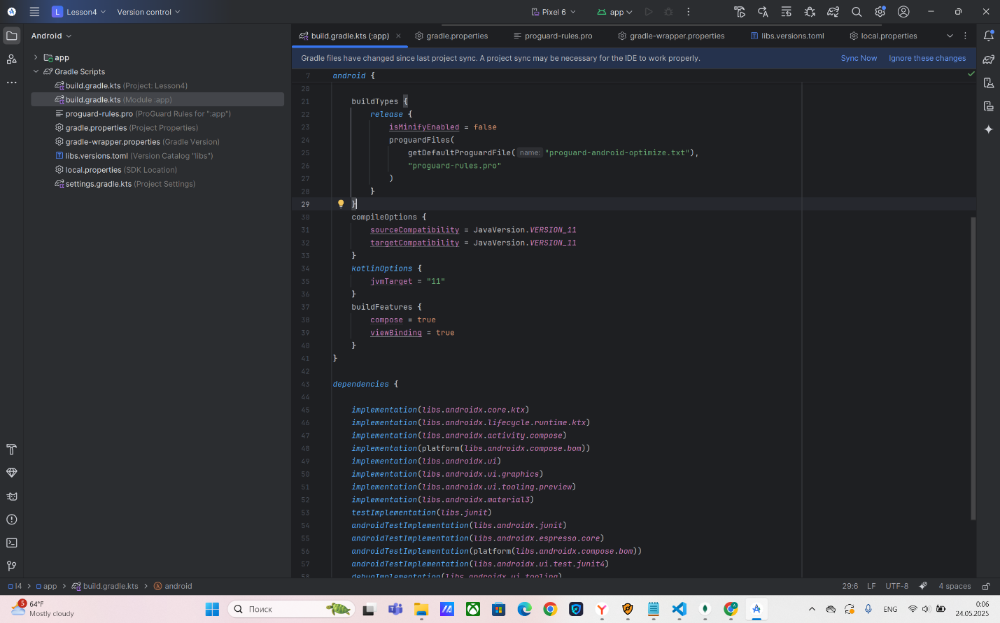 L Lesson4 Version control Pixel 6 app
Android
app
Gradle Scripts
build.gradle.kts (Project: Lesson4)
build.gradle.kts (Module :app)
proguard-rules.pro (ProGuard Rules for ":app")
gradle.properties (Project Properties)
gradle-wrapper.properties (Gradle Version)
libs.versions.toml (Version Catalog "libs")
local.properties (SDK Location)
settings.gradle.kts (Project Settings)
build.gradle.kts (:app) gradle.properties proguard-rules.pro gradle-wrapper.properties libs.versions.toml local.properties
Gradle files have changed since last project sync. A project sync may be necessary for the IDE to work properly. Sync Now Ignore these changes
7 android {
20
21 buildTypes {
22 release {
23 isMinifyEnabled = false
24 proguardFiles(
25 getDefaultProguardFile( name: "proguard-android-optimize.txt"),
26 "proguard-rules.pro"
27 )
28 }
29 }
30 compileOptions {
31 sourceCompatibility = JavaVersion.VERSION_11
32 targetCompatibility = JavaVersion.VERSION_11
33 }
34 kotlinOptions {
35 jvmTarget = "11"
36 }
37 buildFeatures {
38 compose = true
39 viewBinding = true
40 }
41 }
42
43 dependencies {
44
45 implementation(libs.androidx.core.ktx)
46 implementation(libs.androidx.lifecycle.runtime.ktx)
47 implementation(libs.androidx.activity.compose)
48 implementation(platform(libs.androidx.compose.bom))
49 implementation(libs.androidx.ui)
50 implementation(libs.androidx.ui.graphics)
51 implementation(libs.androidx.ui.tooling.preview)
52 implementation(libs.androidx.material3)
53 testImplementation(libs.junit)
54 androidTestImplementation(libs.androidx.junit)
55 androidTestImplementation(libs.androidx.espresso.core)
56 androidTestImplementation(platform(libs.androidx.compose.bom))
57 androidTestImplementation(libs.androidx.ui.test.junit4)
58 debugImplementation(libs.androidx.ui.tooling)
l4 app build.gradle.kts android 29:6 LF UTF-8 4 spaces
5 64°F
Mostly cloudy
Поиск
ENG
0:06
24.05.2025